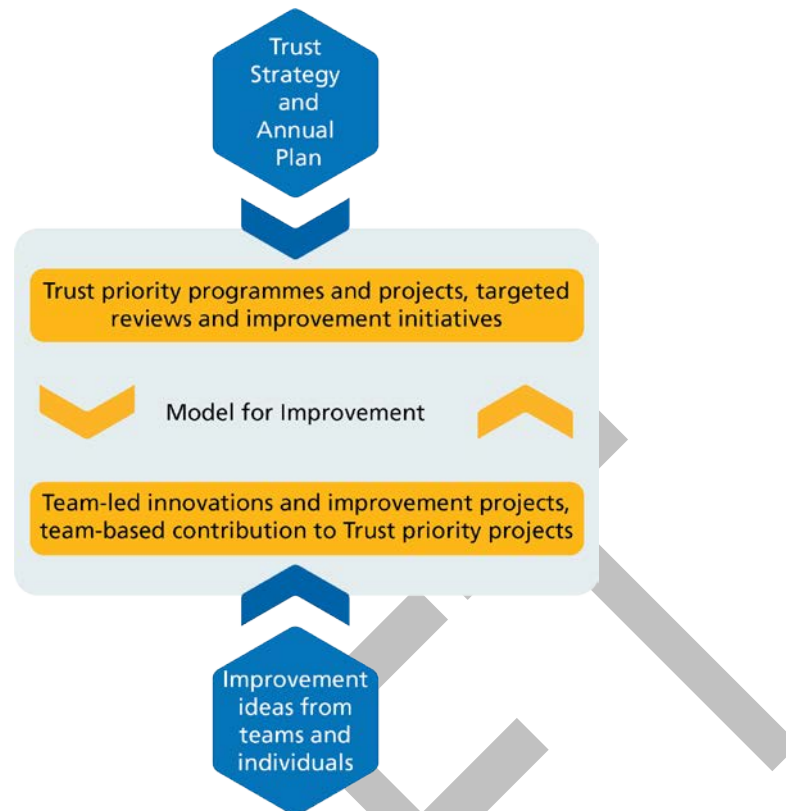 Trust
Strategy
and
Annual
Plan
Trust priority programmes and projects, targeted
reviews and improvement initiatives
Model for Improvement
Team-led innovations and improvement projects,
team-based contribution to Trust priority projects
Improvement
ideas from
teams and
individuals